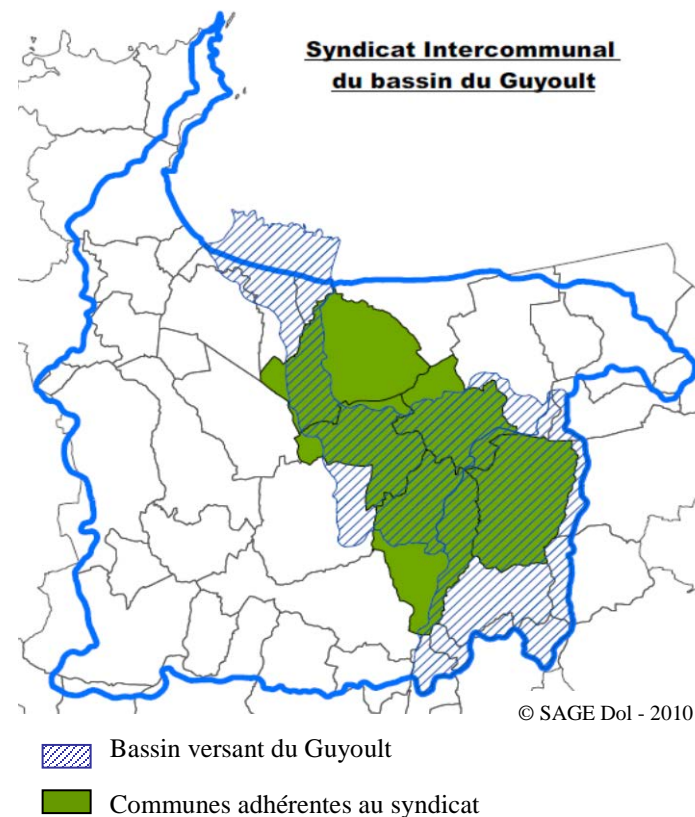 Syndicat Intercommunal
du bassin du Guyoult
© SAGE Dol - 2010
Bassin versant du Guyoult
Communes adhérentes au syndicat